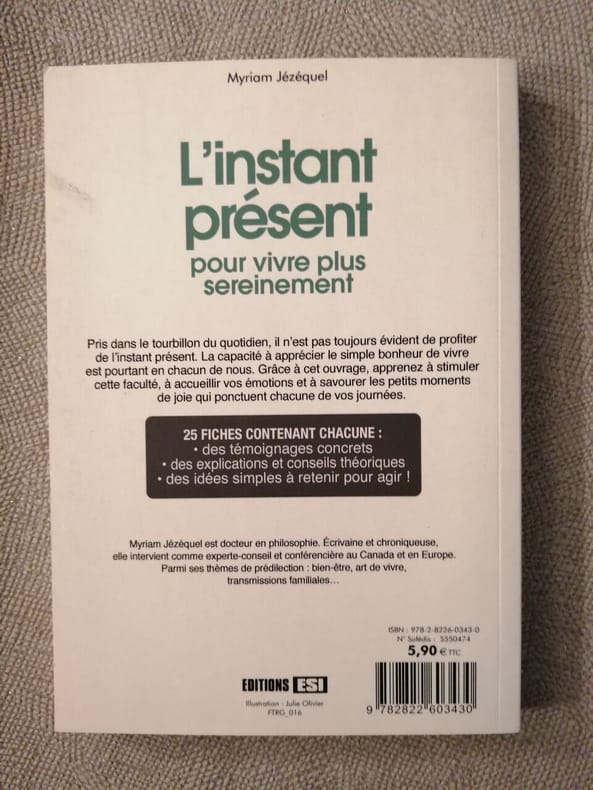 Myriam Jézéquel
L'instant
présent
pour vivre plus
sereinement
Pris dans le tourbillon du quotidien, il n'est pas toujours évident de profiter
de l'instant présent. La capacité à apprécier le simple bonheur de vivre
est pourtant en chacun de nous. Grâce à cet ouvrage, apprenez à stimuler
cette faculté, à accueillir vos émotions et à savourer les petits moments
de joie qui ponctuent chacune de vos journées.
25 FICHES CONTENANT CHACUNE :
• des témoignages concrets
• des explications et conseils théoriques
• des idées simples à retenir pour agir !
Myriam Jézéquel est docteur en philosophie. Écrivaine et chroniqueuse,
elle intervient comme experte-conseil et conférencière au Canada et en Europe.
Parmi ses thèmes de prédilection : bien-être, art de vivre,
transmissions familiales...
ISBN : 978-2-8226-0343-0
N° Solédis : S550474
5,90 € TTC
EDITIONS ESI
Illustration : Julie Olivier
FTRG_016
9 782822 603430